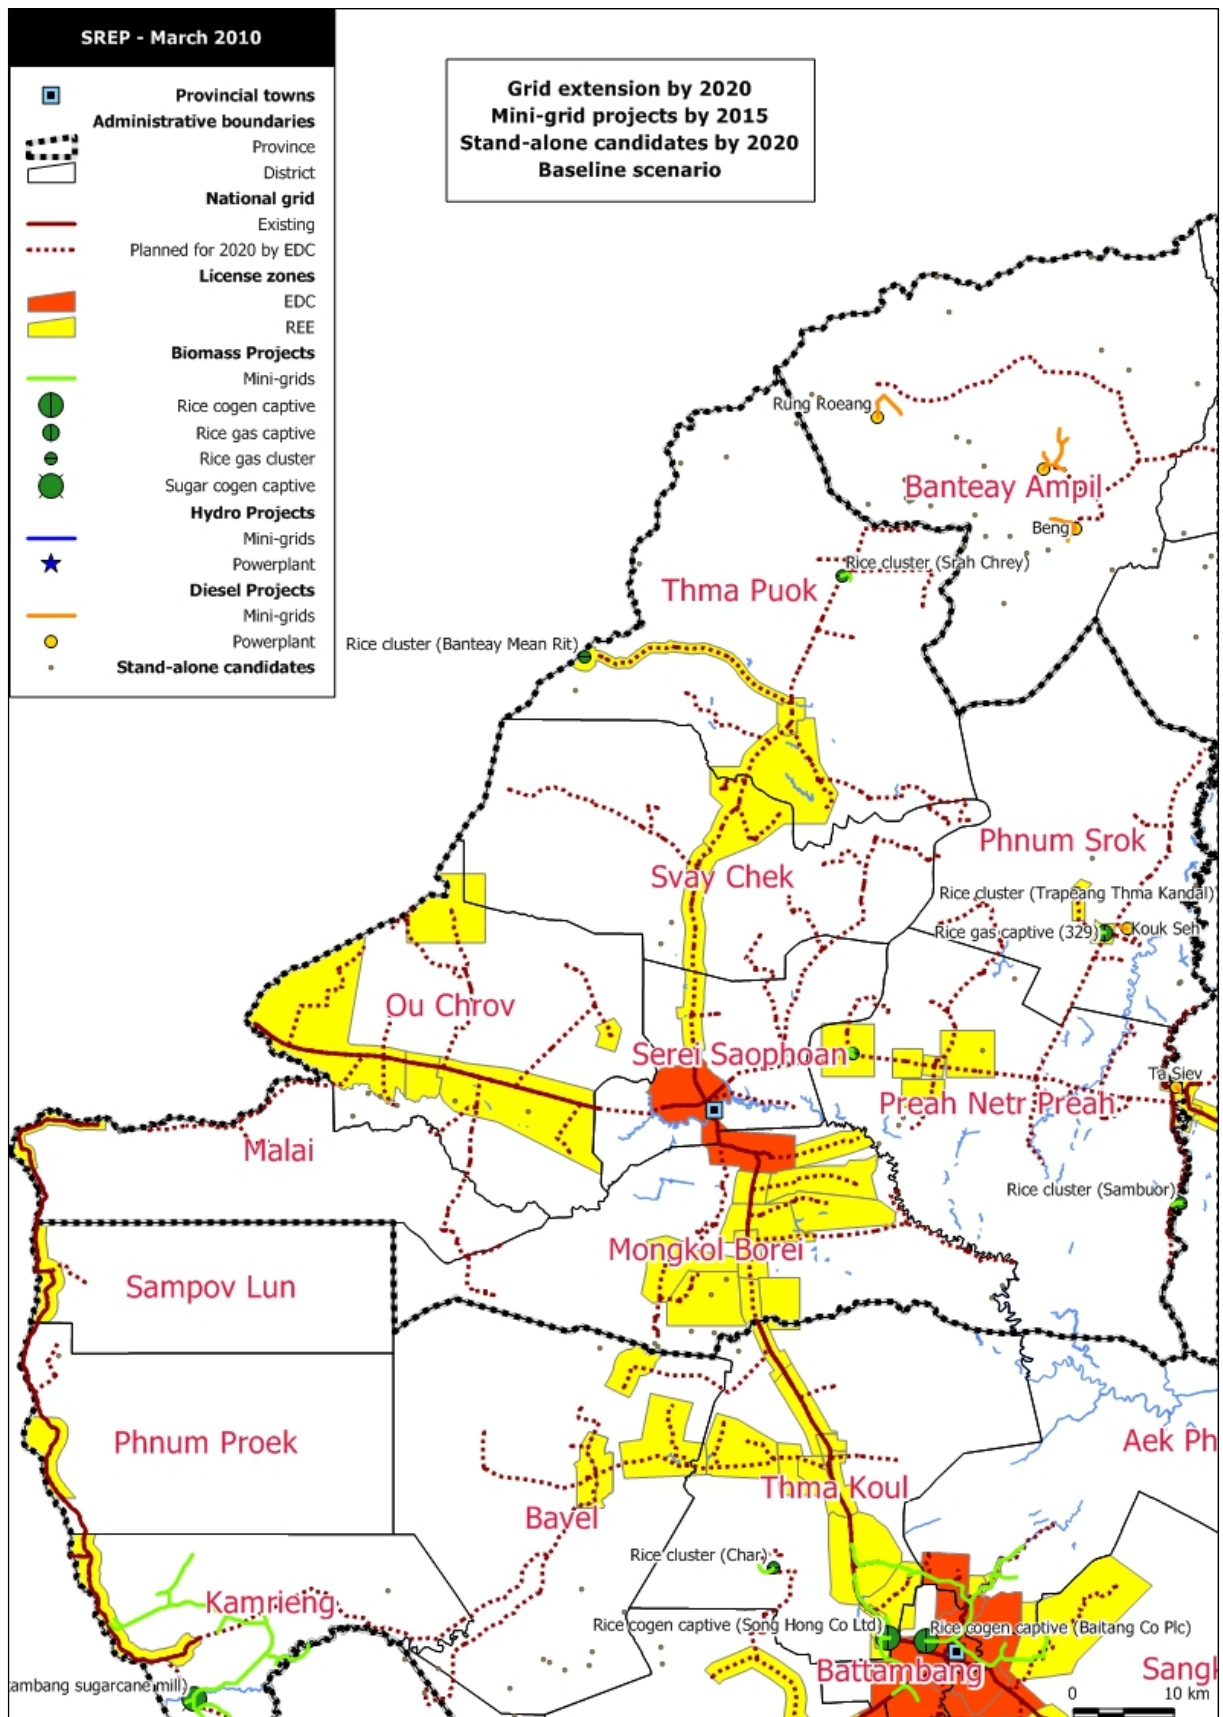 SREP - March 2010
Provincial towns
Administrative boundaries
Province
District
National grid
Existing
Planned for 2020 by EDC
License zones
EDC
REE
Biomass Projects
Mini-grids
Rice cogen captive
Rice gas captive
Rice gas cluster
Sugar cogen captive
Hydro Projects
Mini-grids
Powerplant
Diesel Projects
Mini-grids
Powerplant
Stand-alone candidates
Grid extension by 2020
Mini-grid projects by 2015
Stand-alone candidates by 2020
Baseline scenario
Rung Roeang
Banteay Ampil
Beng
Rice cluster (Srah Chrey)
Thma Puok
Rice cluster (Banteay Mean Rit)
Phnum Srok
Svay Chek
Rice cluster (Trapeang Thma Kandal)
Rice gas captive (329)
Kouk Seh
Ou Chrov
Serei Saophoan
Ta Siev
Preah Netr Preah
Malai
Rice cluster (Sambuor)
Mongkol Borei
Sampov Lun
Phnum Proek
Aek Ph
Thma Koul
Bavel
Rice cluster (Char)
Kamrieng
Rice cogen captive (Song Hong Co Ltd)
Rice cogen captive (Baitang Co Plc)
Battambang
Sangk
ambang sugarcane mill)
0 10 km